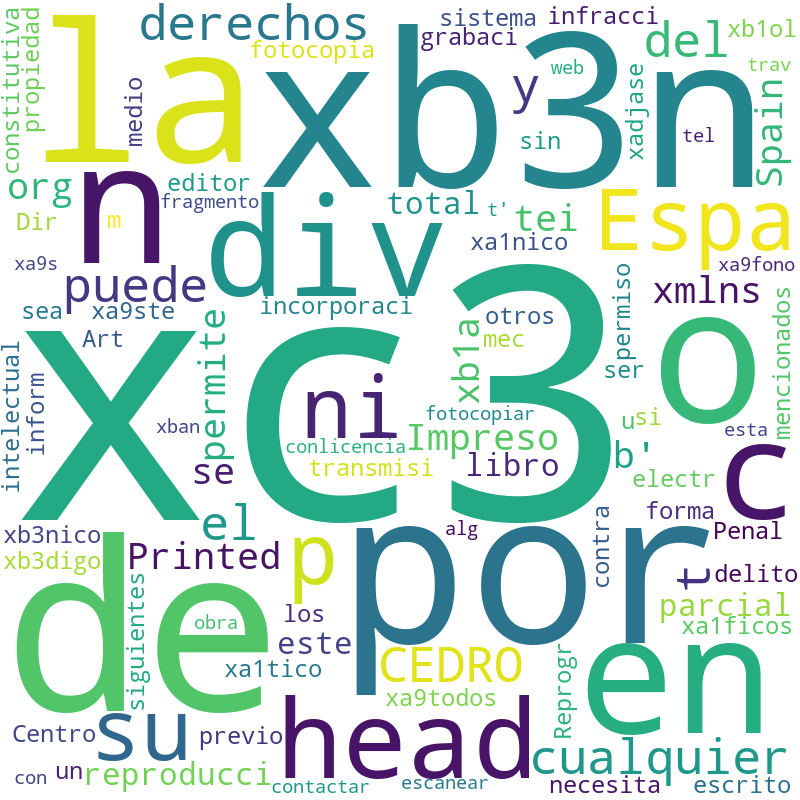 constitutiva
propiedad
la
derechos
sistema
infracci
fotocopia
grabaci
del
xb1ol
trav
web
medio
xb3n
y
xadjase
Spain
tel
sin
n
org
editor
fragmento
total
t'
tei
Espa
Dir
m
div
xa1nico
xa9s
puede
xmlns
xa9fono
sea
xa9ste
incorporaci
otros
permiso
Art
mec
ser
mencionados
intelectual
inform
permite
xc3
ni
xb1a
o
c
xban
fotocopiar
u
si
esta
conlicencia
Impreso
b'
transmisi
libro
electr
se
xb3nico
xb3digo
el
Printed
p
por
alg
contra
forma
Penal
t
delito
de
siguientes
obra
los
este
parcial
xa1ficos
xa1tico
CEDRO
Reprogr
en
xa9todos
su
head
Centro
previo
cualquier
con
un
reproducci
contactar
escanear
necesita
escrito